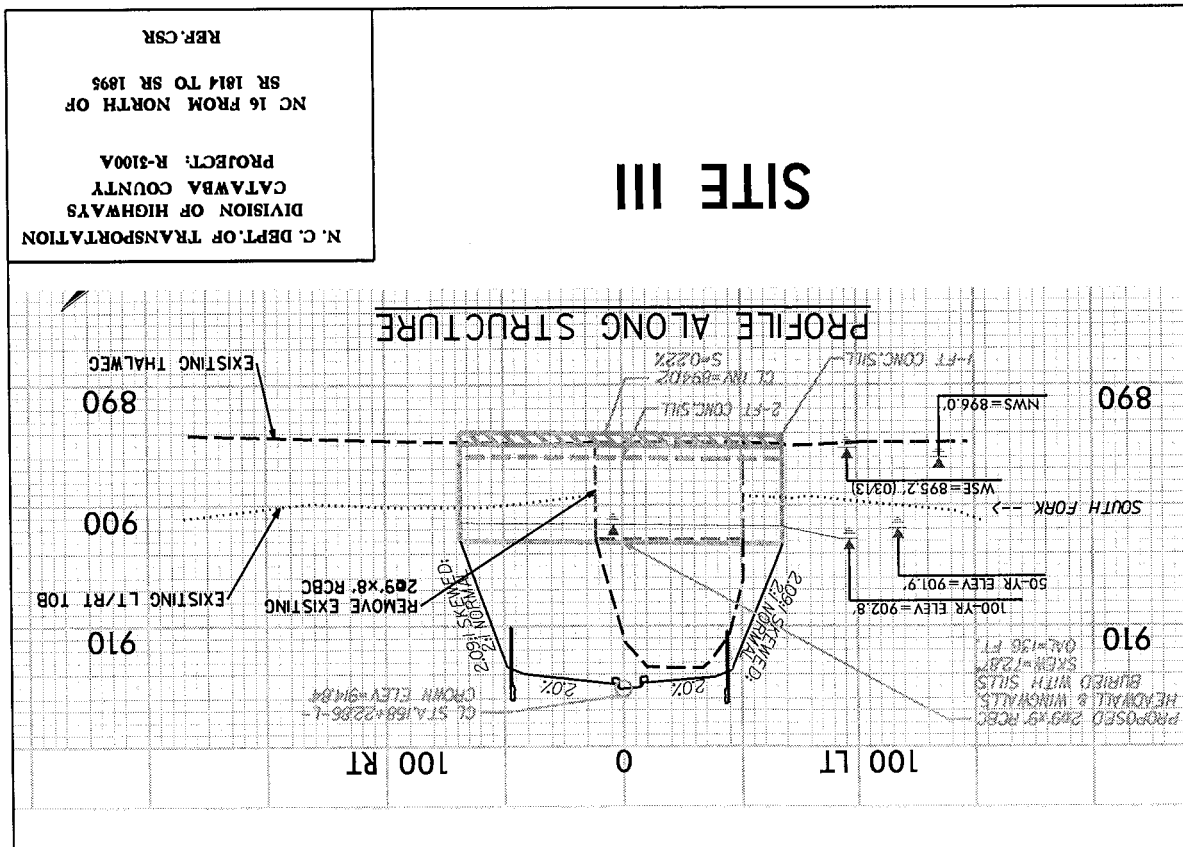 100 LT 0 100 RT
PROPOSED 2@9'x9' RCBC
HEADWALL & WINGWALLS
BURIED WITH SILLS
SKEW=72.87°
OAL=136 FT.
CL STA.168+22.86 -L-
CROWN ELEV=914.84
2.0% 2.0%
910 910
2.09:1 SKEWED;
2:1 NORMAL
2.09:1 SKEWED;
2:1 NORMAL
100-YR ELEV=902.8'
50-YR ELEV=901.9'
REMOVE EXISTING
2@9'x8' RCBC
EXISTING LT/RT TOB
900
SOUTH FORK -->
WSE=895.2' (03/13)
NWS=896.0'
890 890
2-FT CONC.SILL
CL INV=894.02
S=0.22%
1-FT CONC.SILL
EXISTING THALWEG
PROFILE ALONG STRUCTURE
SITE III
N. C. DEPT. OF TRANSPORTATION
DIVISION OF HIGHWAYS
CATAWBA COUNTY
PROJECT: R-3100A
NC 16 FROM NORTH OF
SR 1814 TO SR 1895
REF. CSR